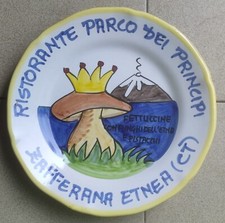 RISTORANTE PARCO DEI PRINCIPI
FETTUCCINE
ZAFFERANA ETNEA (CT)